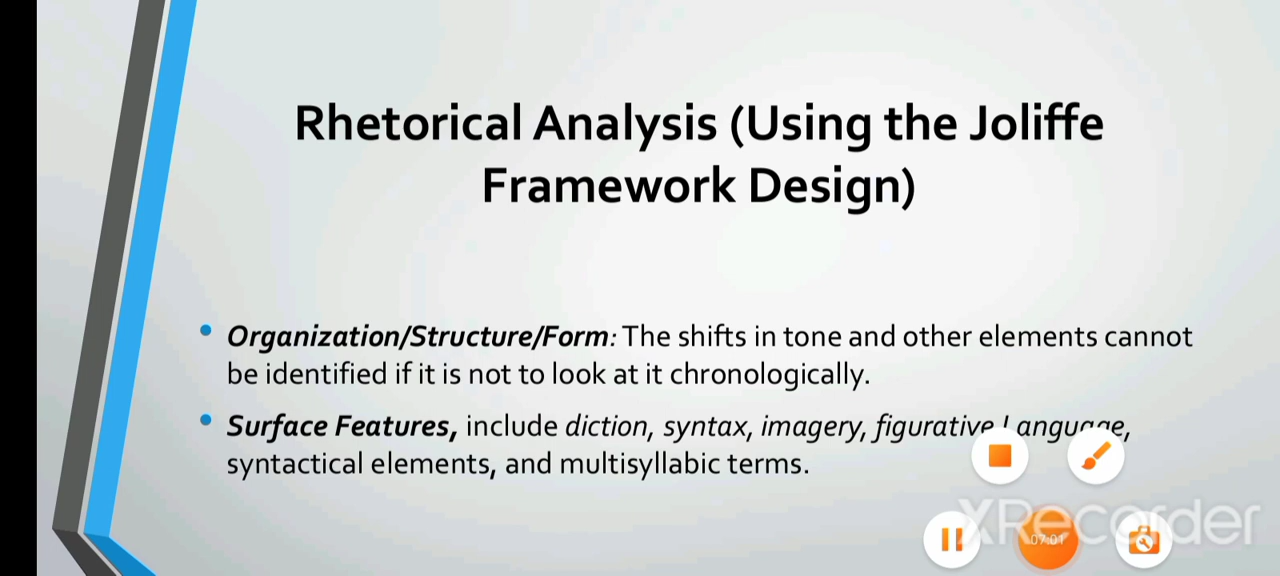 Rhetorical Analysis (Using the Joliffe
Framework Design)
Organization/Structure/Form: The shifts in tone and other elements cannot
be identified if it is not to look at it chronologically.
Surface Features, include diction, syntax, imagery, figurative Language,
syntactical elements, and multisyllabic terms.
XRecorder
07:01